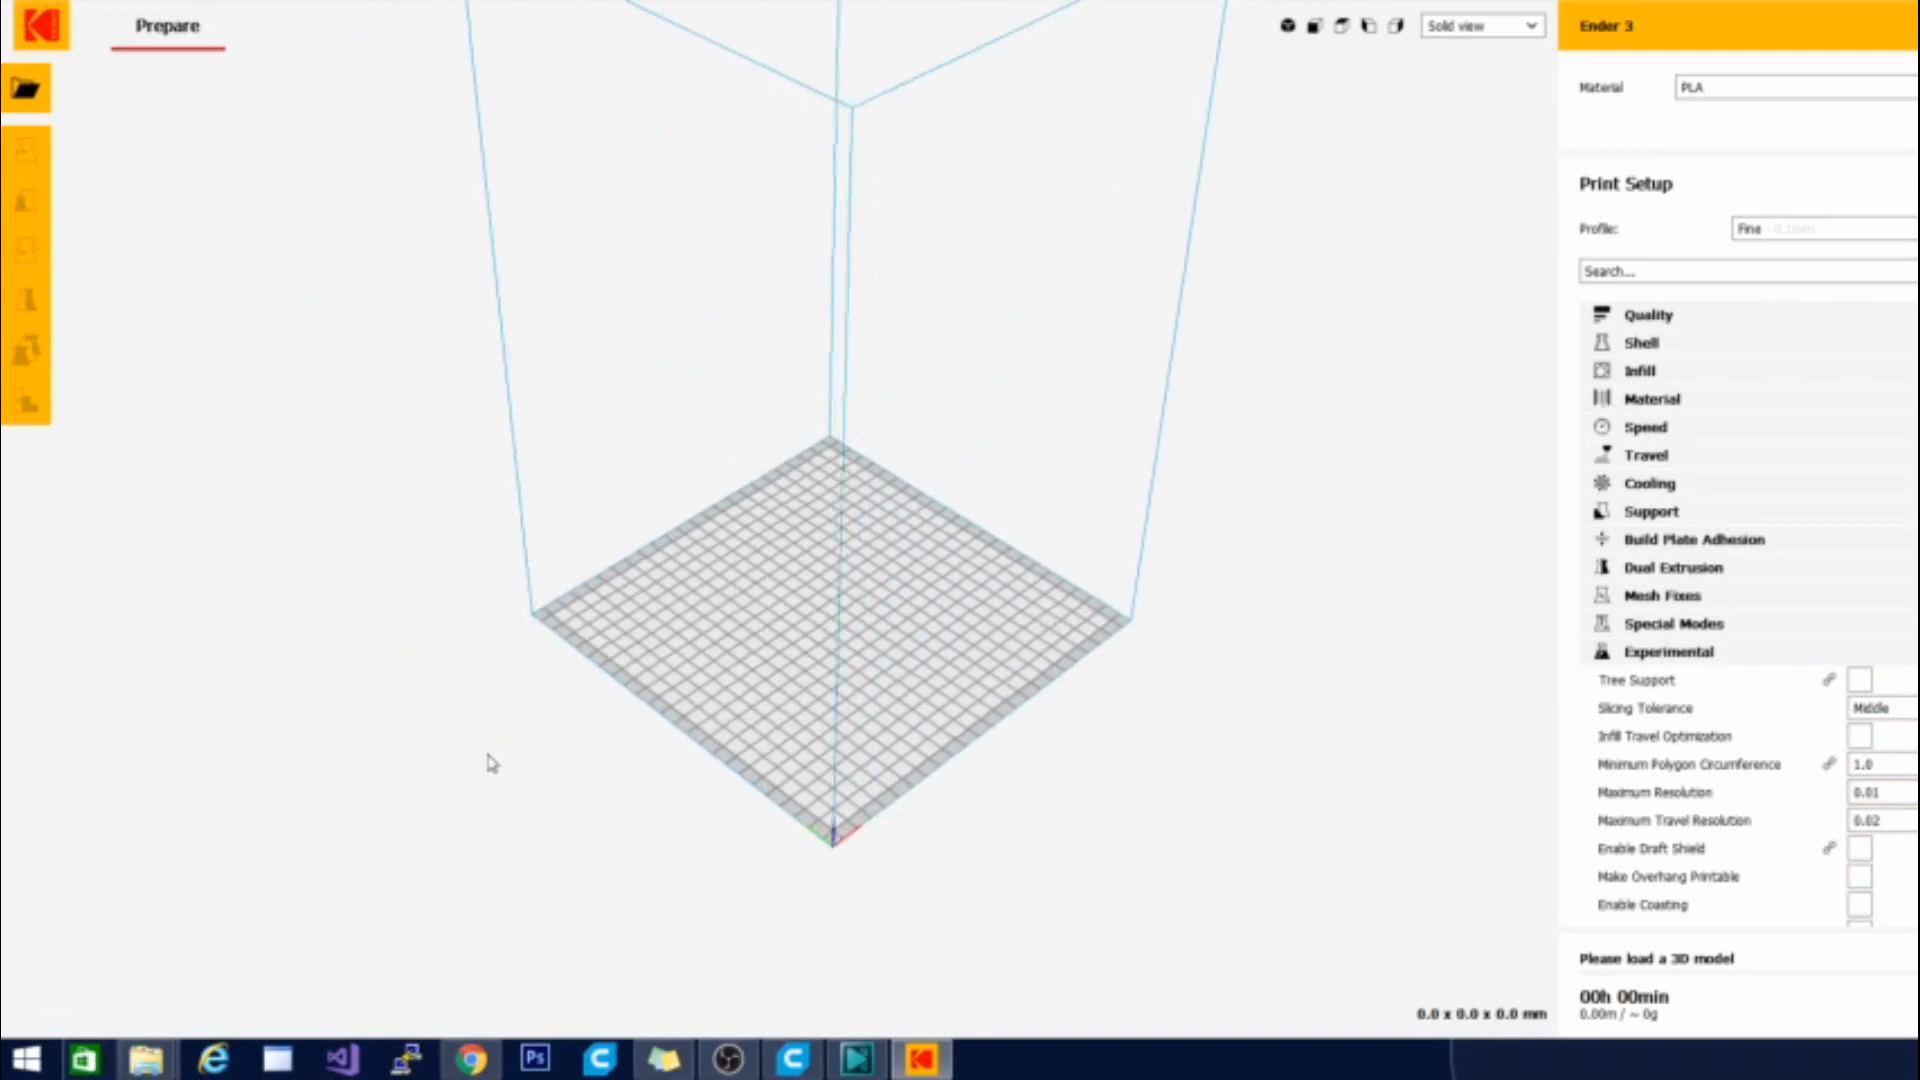 Prepare
Solid view
Ender 3
Material
PLA
Print Setup
Profile:
Fine - 0.1mm
Search...
Quality
Shell
Infill
Material
Speed
Travel
Cooling
Support
Build Plate Adhesion
Dual Extrusion
Mesh Fixes
Special Modes
Experimental
Tree Support
Slicing Tolerance
Middle
Infill Travel Optimization
Minimum Polygon Circumference
1.0
Maximum Resolution
0.01
Maximum Travel Resolution
0.02
Enable Draft Shield
Make Overhang Printable
Enable Coasting
Please load a 3D model
00h 00min
0.00m / ~ 0g
0.0 x 0.0 x 0.0 mm
Ps